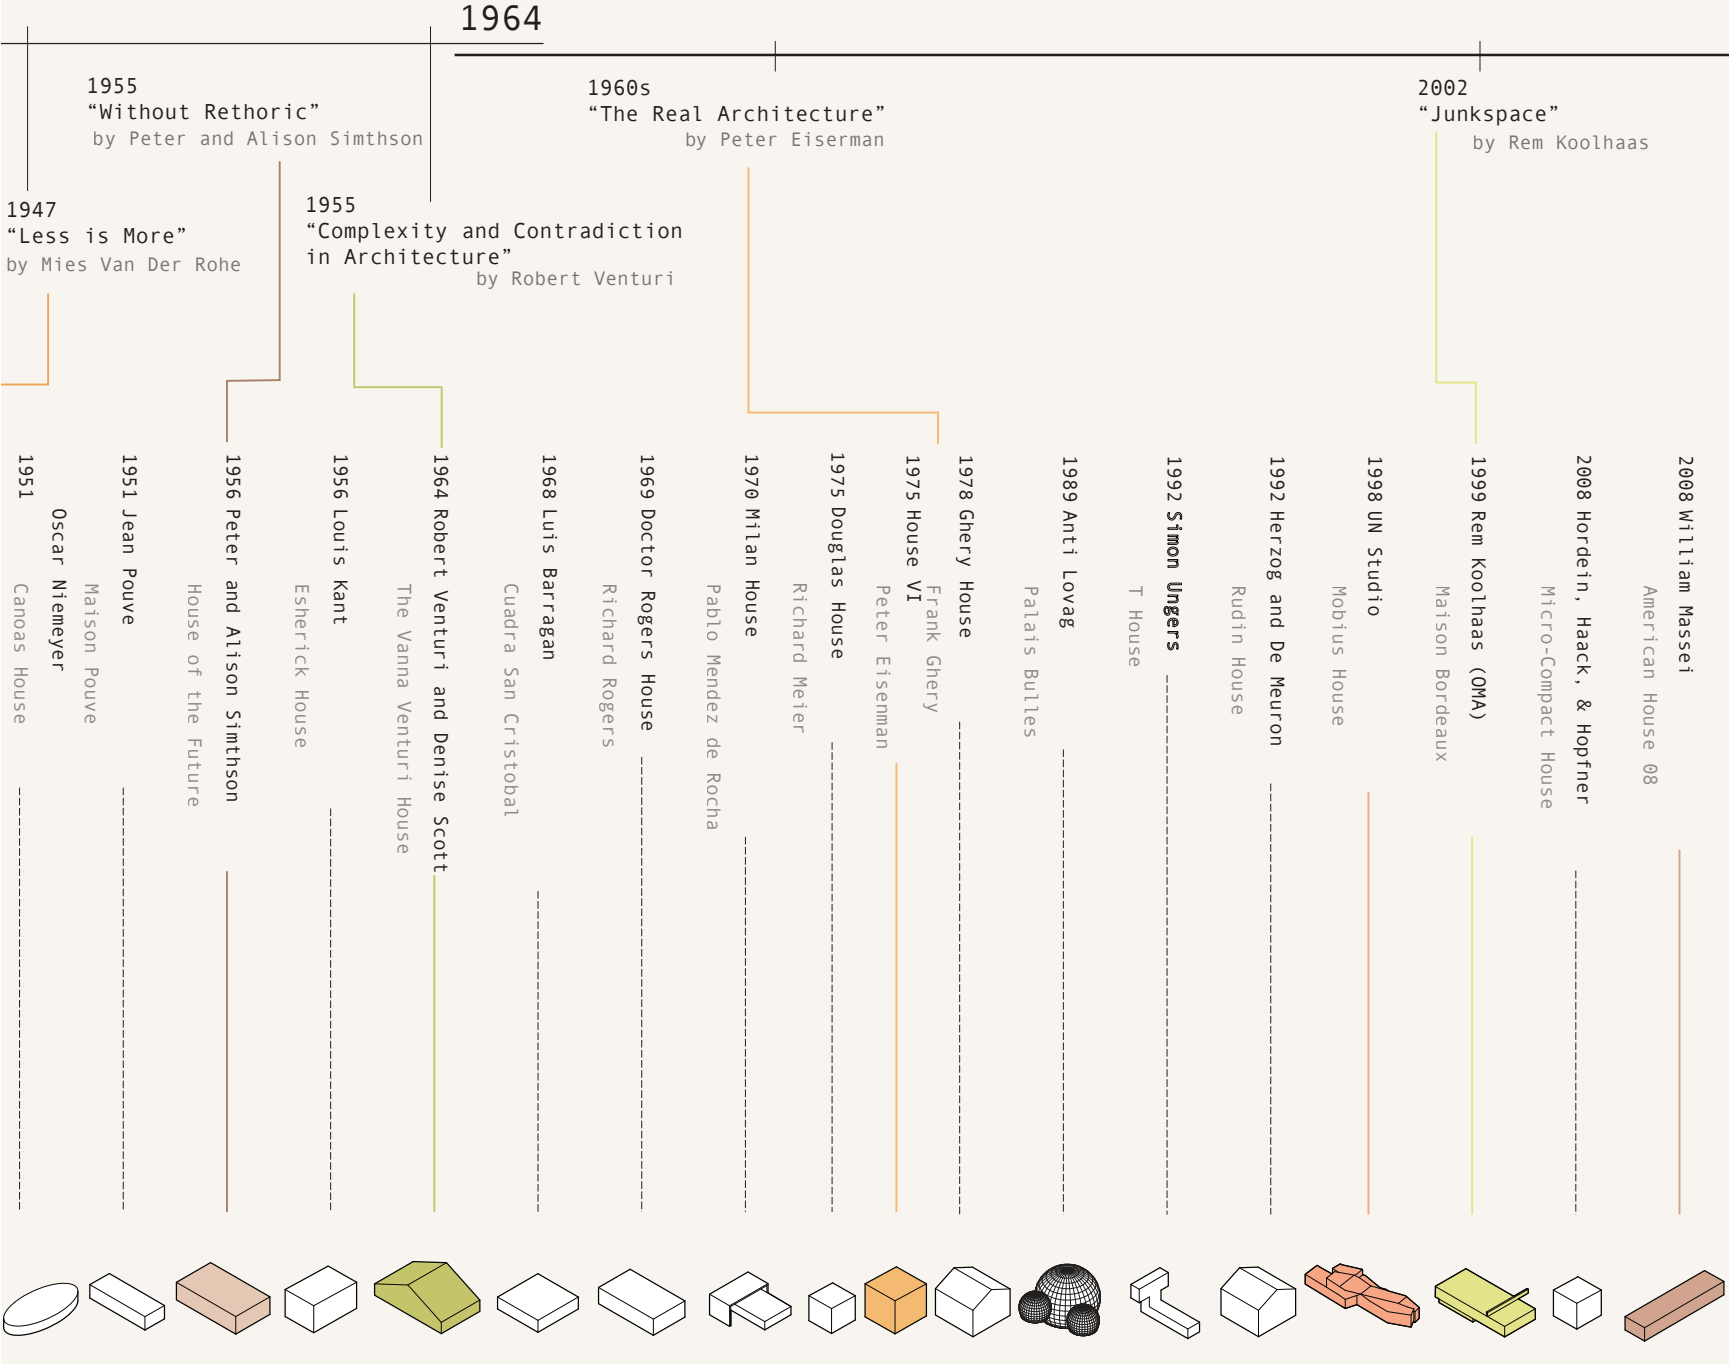 1964
1955
“Without Rethoric”
by Peter and Alison Simthson
1960s
“The Real Architecture”
by Peter Eiserman
2002
“Junkspace”
by Rem Koolhaas
1947
“Less is More”
by Mies Van Der Rohe
1955
“Complexity and Contradiction
in Architecture”
by Robert Venturi
1951
Oscar Niemeyer
Canoas House
1951 Jean Pouve
Maison Pouve
1956 Peter and Alison Simthson
House of the Future
1956 Louis Kant
Esherick House
1964 Robert Venturi and Denise Scott
The Vanna Venturi House
1968 Luis Barragan
Cuadra San Cristobal
1969 Doctor Rogers House
Richard Rogers
1970 Milan House
Pablo Mendez de Rocha
1975 Douglas House
Richard Meier
1975 House VI
Peter Eisenman
1978 Ghery House
Frank Ghery
1989 Anti Lovag
Palais Bulles
1992 Simon Ungers
T House
1992 Herzog and De Meuron
Rudin House
1998 UN Studio
Mobius House
1999 Rem Koolhaas (OMA)
Maison Bordeaux
2008 Hordein, Haack, & Hopfner
Micro-Compact House
2008 William Massei
American House 08